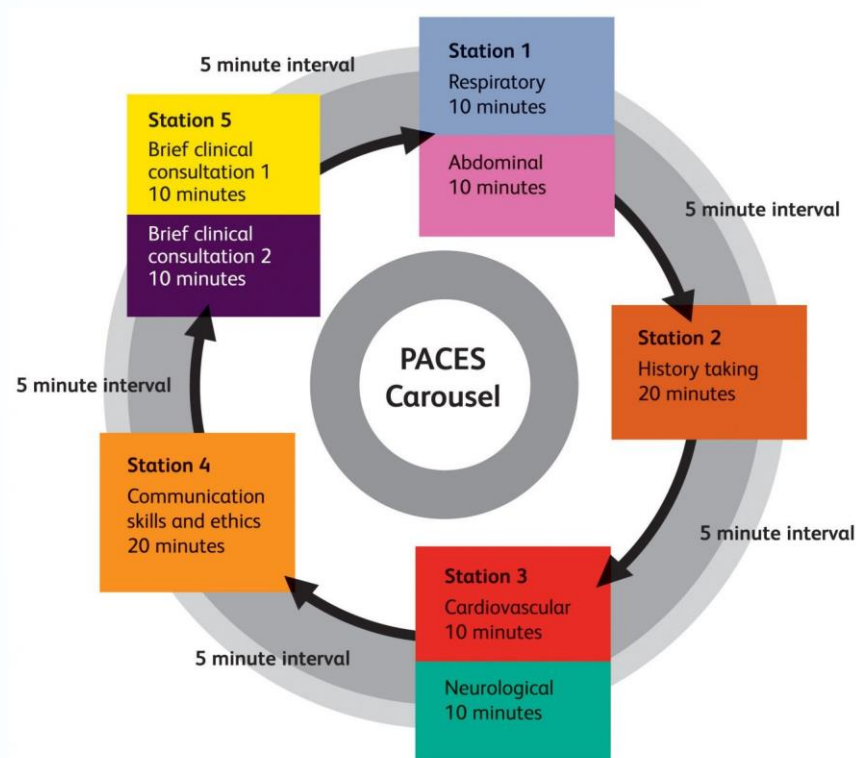 5 minute interval
Station 1
Respiratory
10 minutes
Abdominal
10 minutes
5 minute interval
Station 2
History taking
20 minutes
5 minute interval
Station 3
Cardiovascular
10 minutes
Neurological
10 minutes
5 minute interval
Station 4
Communication
skills and ethics
20 minutes
5 minute interval
Station 5
Brief clinical
consultation 1
10 minutes
Brief clinical
consultation 2
10 minutes
PACES
Carousel